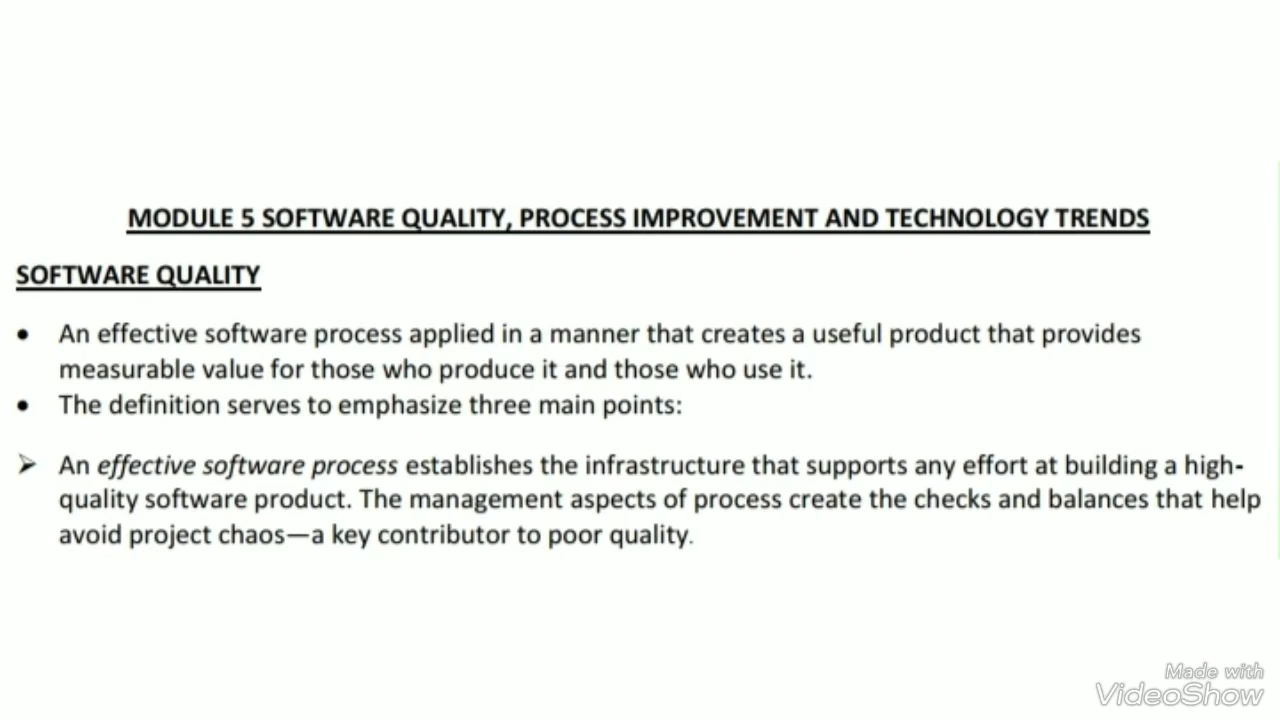 MODULE 5 SOFTWARE QUALITY, PROCESS IMPROVEMENT AND TECHNOLOGY TRENDS
SOFTWARE QUALITY
• An effective software process applied in a manner that creates a useful product that provides
measurable value for those who produce it and those who use it.
• The definition serves to emphasize three main points:
➢ An effective software process establishes the infrastructure that supports any effort at building a high-
quality software product. The management aspects of process create the checks and balances that help
avoid project chaos—a key contributor to poor quality.
Made with
VideoShow